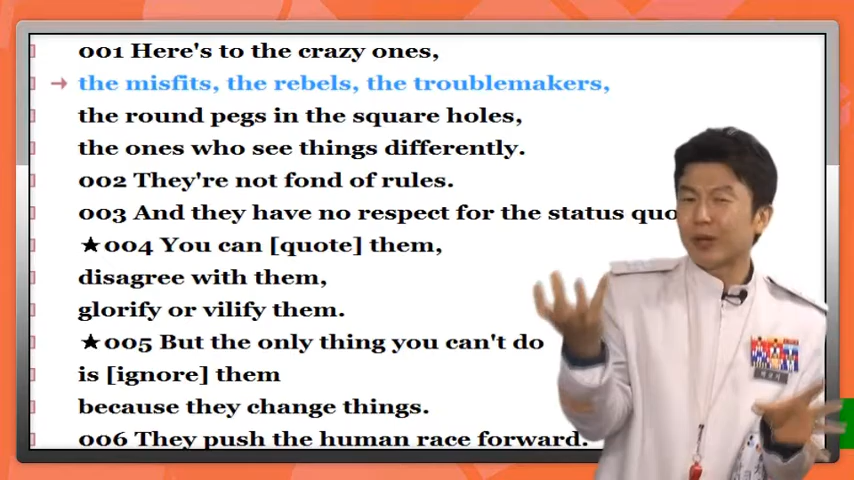 001 Here's to the crazy ones,
→ the misfits, the rebels, the troublemakers,
the round pegs in the square holes,
the ones who see things differently.
002 They're not fond of rules.
003 And they have no respect for the status quo
★004 You can [quote] them,
disagree with them,
glorify or vilify them.
★005 But the only thing you can't do
is [ignore] them
because they change things.
006 They push the human race forward.